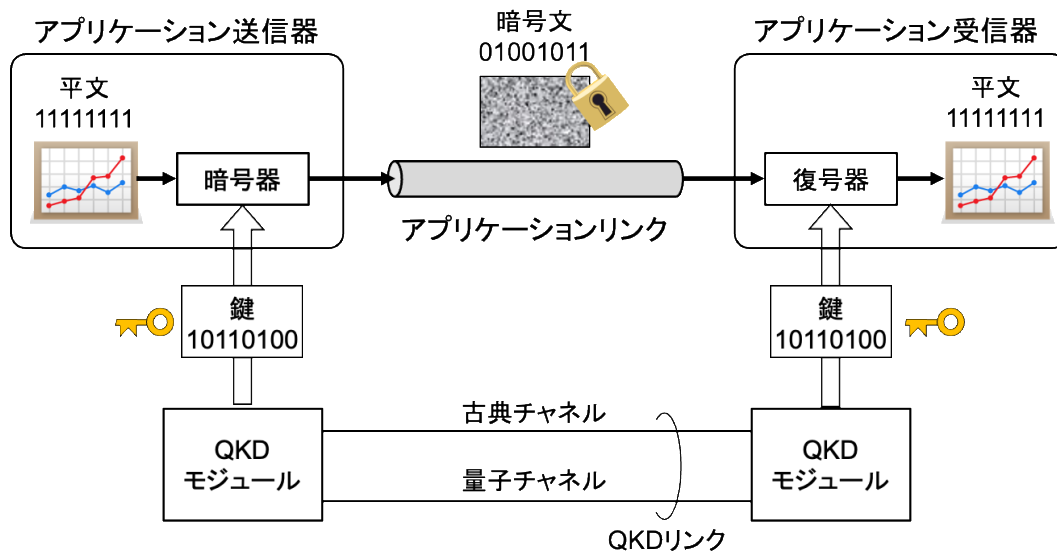 アプリケーション送信器
平文
11111111
暗号器
暗号文
01001011
アプリケーションリンク
アプリケーション受信器
平文
11111111
復号器
鍵
10110100
鍵
10110100
QKD
モジュール
古典チャネル
量子チャネル
QKDリンク
QKD
モジュール